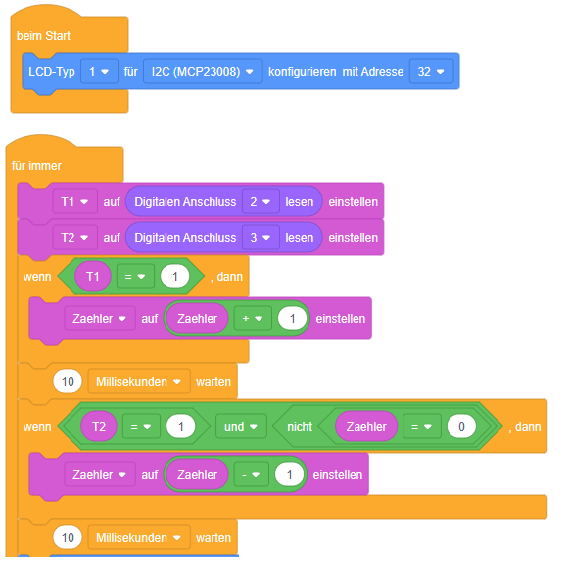 beim Start
LCD-Typ 1 für I2C (MCP23008) konfigurieren mit Adresse 32
für immer
T1 auf Digitalen Anschluss 2 lesen einstellen
T2 auf Digitalen Anschluss 3 lesen einstellen
wenn T1 = 1 , dann
Zaehler auf Zaehler + 1 einstellen
10 Millisekunden warten
wenn T2 = 1 und nicht Zaehler = 0 , dann
Zaehler auf Zaehler - 1 einstellen
10 Millisekunden warten